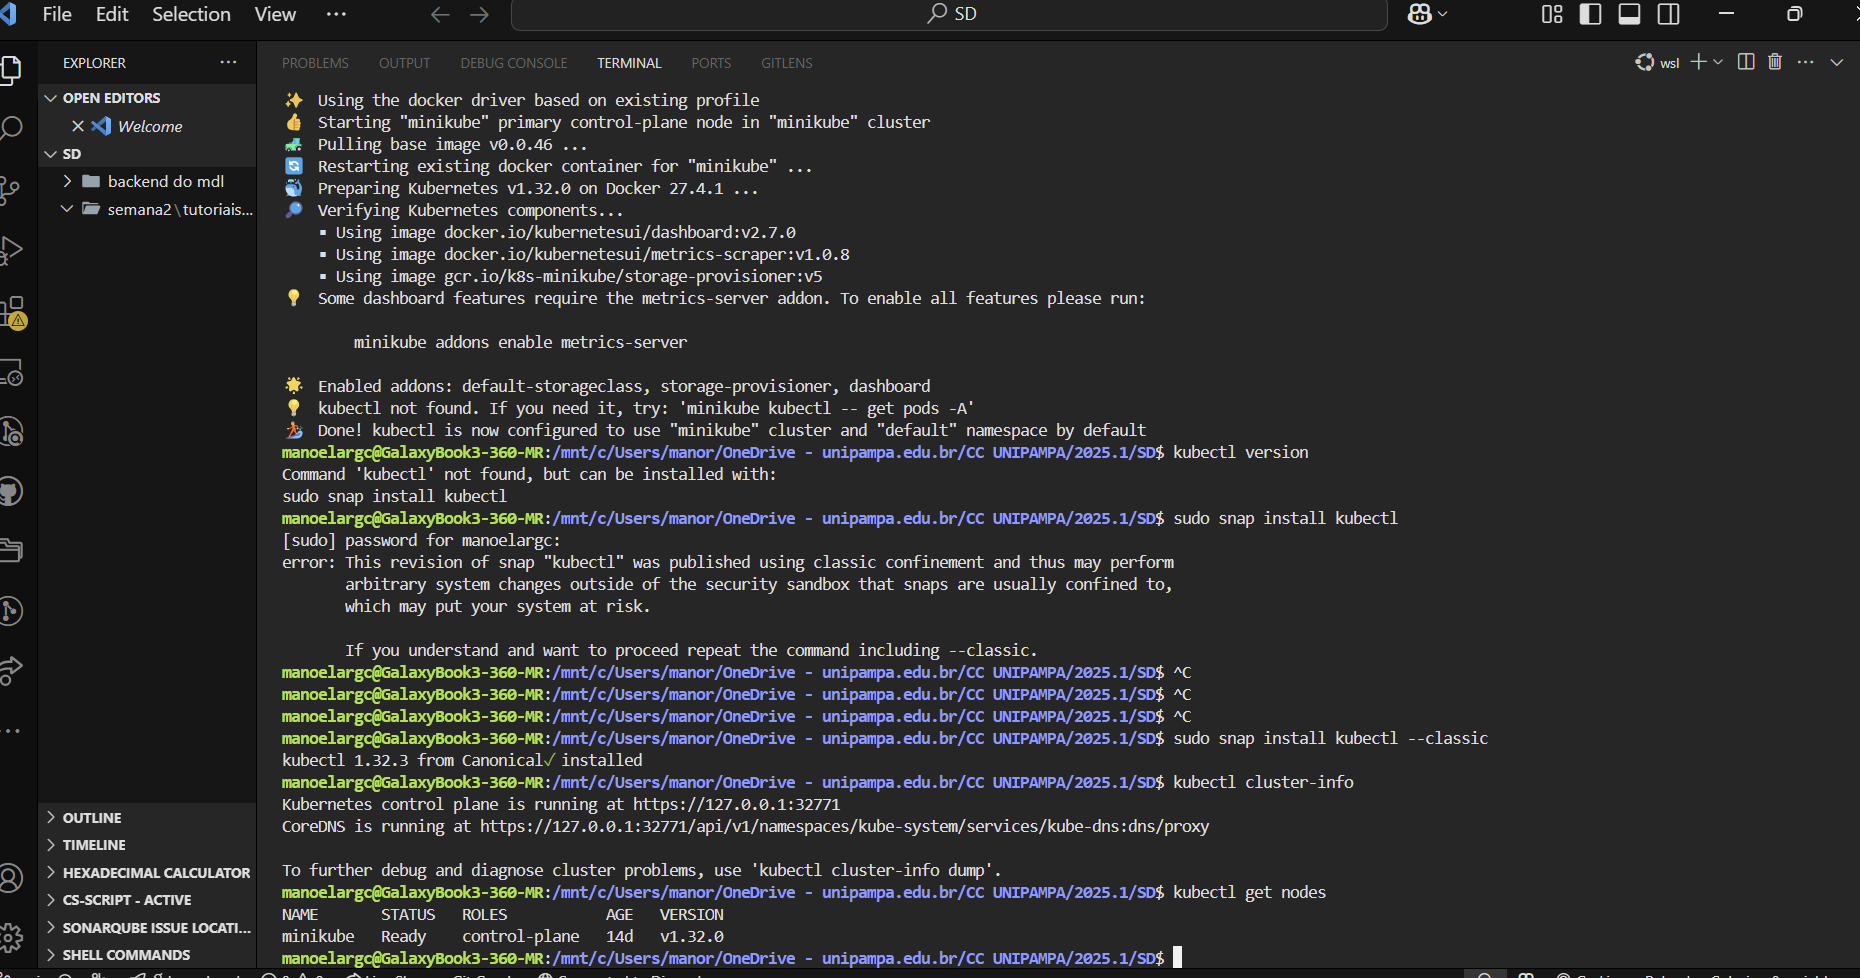 File Edit Selection View ··· SD
EXPLORER ···
OPEN EDITORS
Welcome
SD
backend do mdl
semana2\tutoriais...
OUTLINE
TIMELINE
HEXADECIMAL CALCULATOR
CS-SCRIPT - ACTIVE
SONARQUBE ISSUE LOCATI...
SHELL COMMANDS
PROBLEMS OUTPUT DEBUG CONSOLE TERMINAL PORTS GITLENS wsl
Using the docker driver based on existing profile
Starting "minikube" primary control-plane node in "minikube" cluster
Pulling base image v0.0.46 ...
Restarting existing docker container for "minikube" ...
Preparing Kubernetes v1.32.0 on Docker 27.4.1 ...
Verifying Kubernetes components...
▪ Using image docker.io/kubernetesui/dashboard:v2.7.0
▪ Using image docker.io/kubernetesui/metrics-scraper:v1.0.8
▪ Using image gcr.io/k8s-minikube/storage-provisioner:v5
Some dashboard features require the metrics-server addon. To enable all features please run:
minikube addons enable metrics-server
Enabled addons: default-storageclass, storage-provisioner, dashboard
kubectl not found. If you need it, try: 'minikube kubectl -- get pods -A'
Done! kubectl is now configured to use "minikube" cluster and "default" namespace by default
manoelargc@GalaxyBook3-360-MR:/mnt/c/Users/manor/OneDrive - unipampa.edu.br/CC UNIPAMPA/2025.1/SD$ kubectl version
Command 'kubectl' not found, but can be installed with:
sudo snap install kubectl
manoelargc@GalaxyBook3-360-MR:/mnt/c/Users/manor/OneDrive - unipampa.edu.br/CC UNIPAMPA/2025.1/SD$ sudo snap install kubectl
[sudo] password for manoelargc:
error: This revision of snap "kubectl" was published using classic confinement and thus may perform
arbitrary system changes outside of the security sandbox that snaps are usually confined to,
which may put your system at risk.
If you understand and want to proceed repeat the command including --classic.
manoelargc@GalaxyBook3-360-MR:/mnt/c/Users/manor/OneDrive - unipampa.edu.br/CC UNIPAMPA/2025.1/SD$ ^C
manoelargc@GalaxyBook3-360-MR:/mnt/c/Users/manor/OneDrive - unipampa.edu.br/CC UNIPAMPA/2025.1/SD$ ^C
manoelargc@GalaxyBook3-360-MR:/mnt/c/Users/manor/OneDrive - unipampa.edu.br/CC UNIPAMPA/2025.1/SD$ ^C
manoelargc@GalaxyBook3-360-MR:/mnt/c/Users/manor/OneDrive - unipampa.edu.br/CC UNIPAMPA/2025.1/SD$ sudo snap install kubectl --classic
kubectl 1.32.3 from Canonical✓ installed
manoelargc@GalaxyBook3-360-MR:/mnt/c/Users/manor/OneDrive - unipampa.edu.br/CC UNIPAMPA/2025.1/SD$ kubectl cluster-info
Kubernetes control plane is running at https://127.0.0.1:32771
CoreDNS is running at https://127.0.0.1:32771/api/v1/namespaces/kube-system/services/kube-dns:dns/proxy
To further debug and diagnose cluster problems, use 'kubectl cluster-info dump'.
manoelargc@GalaxyBook3-360-MR:/mnt/c/Users/manor/OneDrive - unipampa.edu.br/CC UNIPAMPA/2025.1/SD$ kubectl get nodes
NAME STATUS ROLES AGE VERSION
minikube Ready control-plane 14d v1.32.0
manoelargc@GalaxyBook3-360-MR:/mnt/c/Users/manor/OneDrive - unipampa.edu.br/CC UNIPAMPA/2025.1/SD$